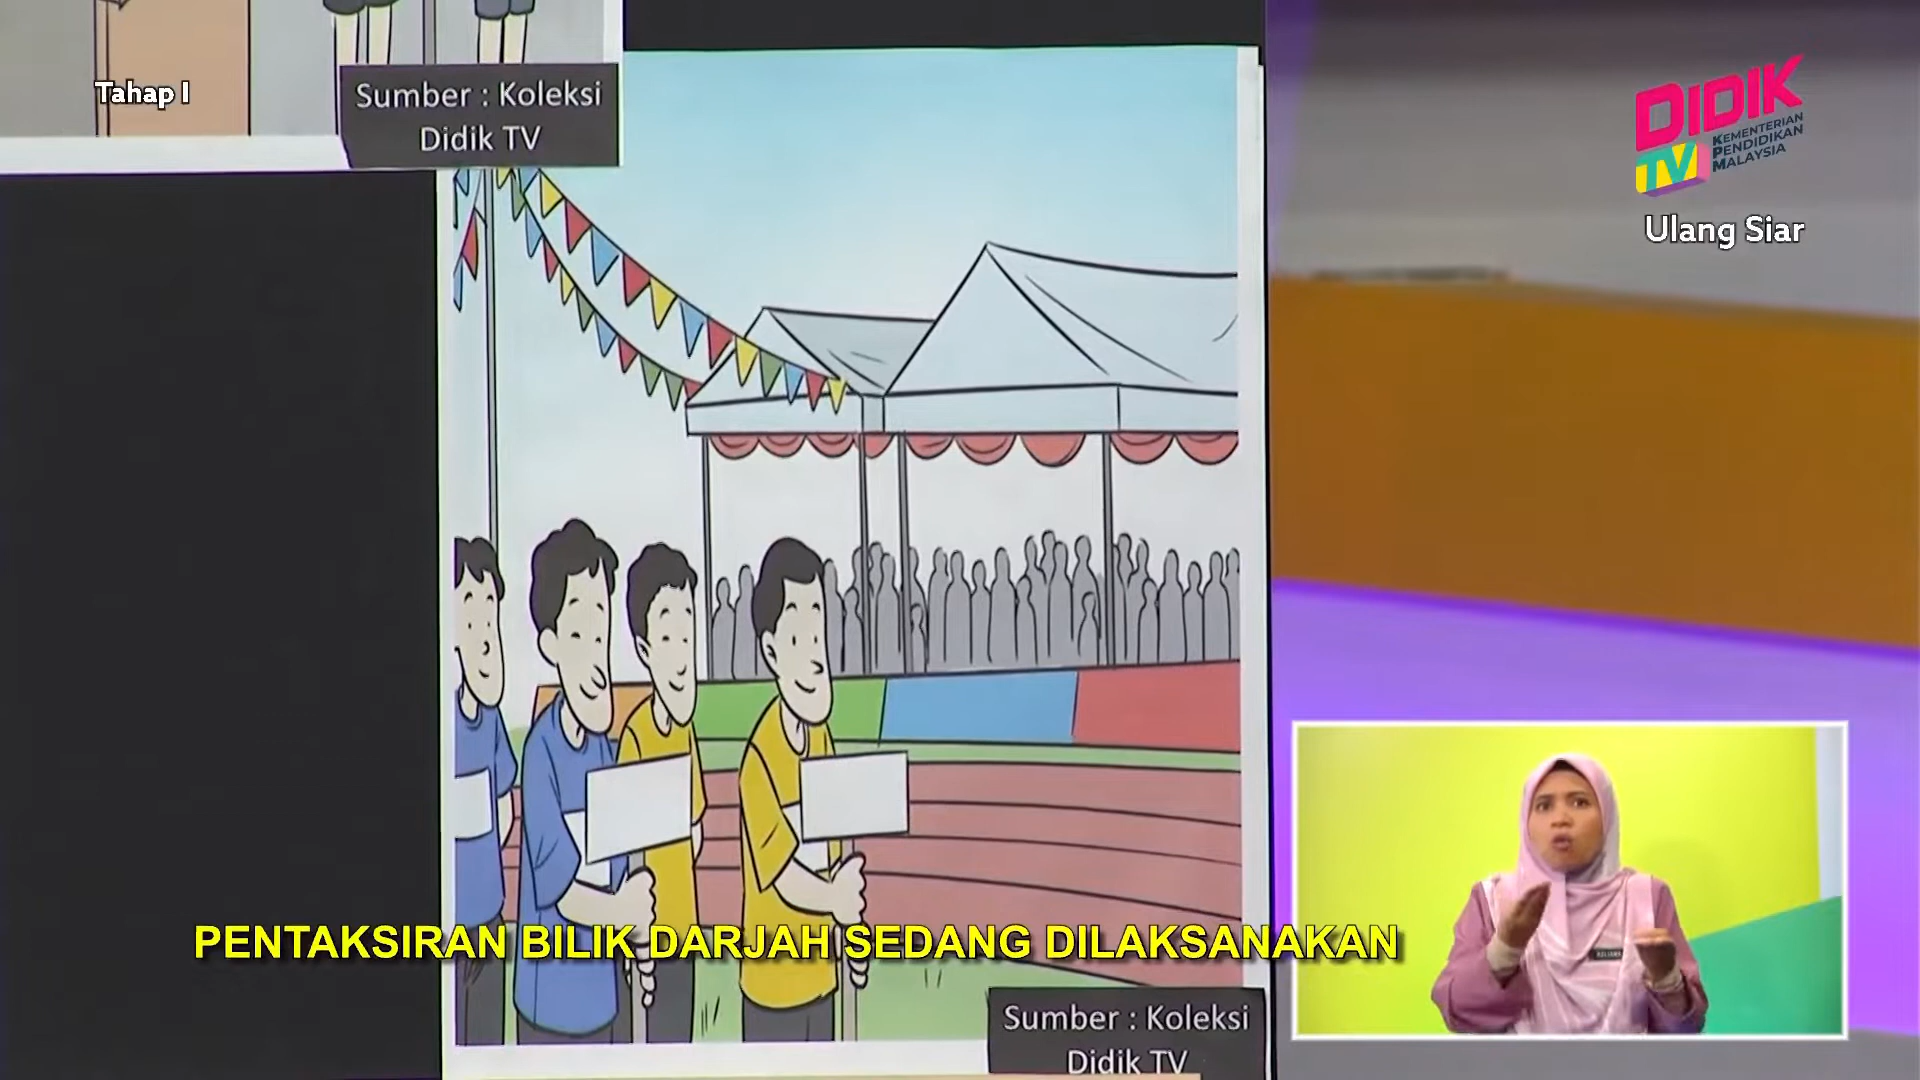 Tahap I
Sumber : Koleksi
Didik TV
DIDIK
TV
KEMENTERIAN
PENDIDIKAN
MALAYSIA
Ulang Siar
PENTAKSIRAN BILIK DARJAH SEDANG DILAKSANAKAN
Sumber : Koleksi
Didik TV